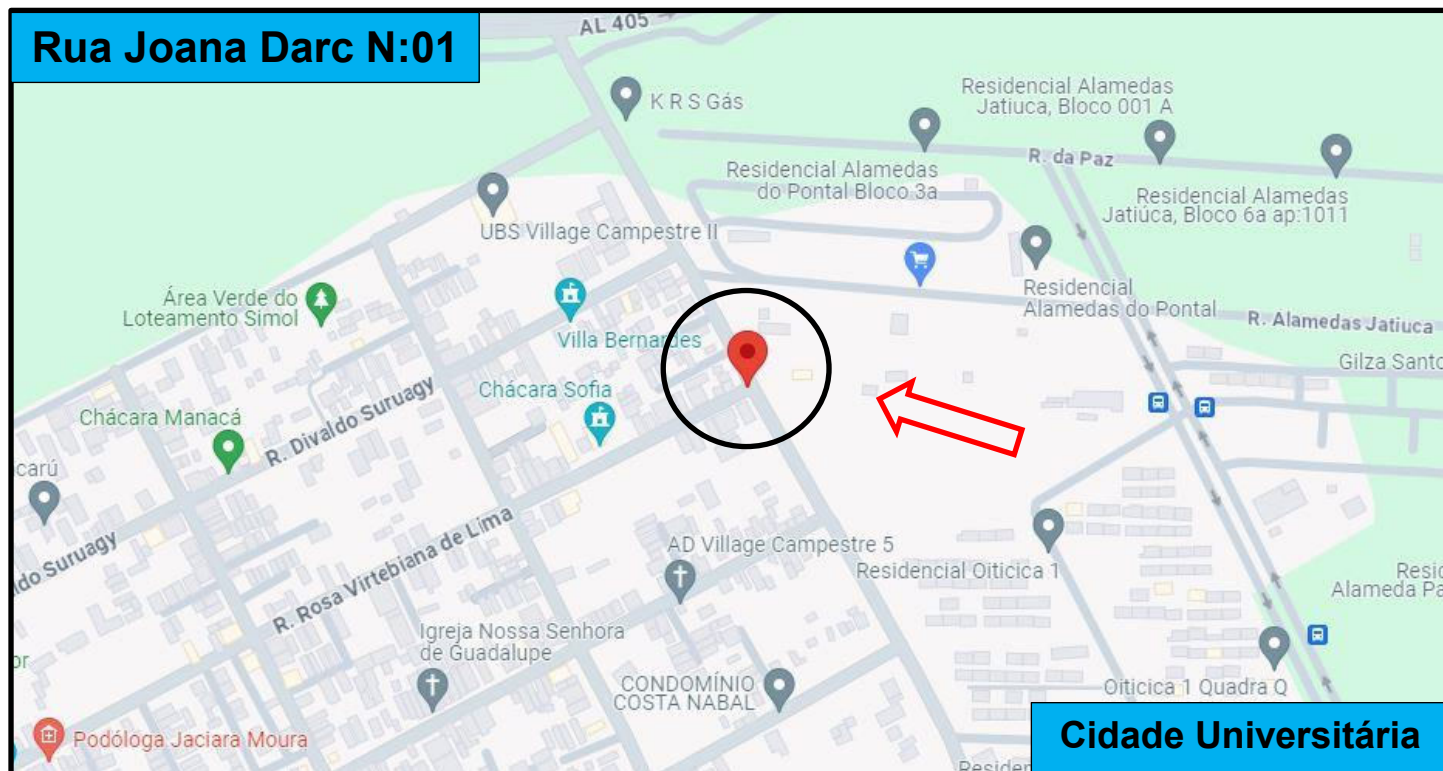 Rua Joana Darc N:01
AL 405
K R S Gás
Residencial Alamedas
Jatiuca, Bloco 001 A
R. da Paz
Residencial Alamedas
do Pontal Bloco 3a
Residencial Alamedas
Jatiúca, Bloco 6a ap:1011
UBS Village Campestre II
Área Verde do
Loteamento Simol
Residencial
Alamedas do Pontal
R. Alamedas Jatiuca
Villa Bernardes
Gilza Santo
Chácara Sofia
Chácara Manacá
R. Divaldo Suruagy
carú
do Suruagy
R. Rosa Virtebiana de Lima
AD Village Campestre 5
Residencial Oiticica 1
Resid
Alameda Pa
Igreja Nossa Senhora
de Guadalupe
or
CONDOMÍNIO
COSTA NABAL
Oiticica 1 Quadra Q
Podóloga Jaciara Moura
Cidade Universitária
Resider